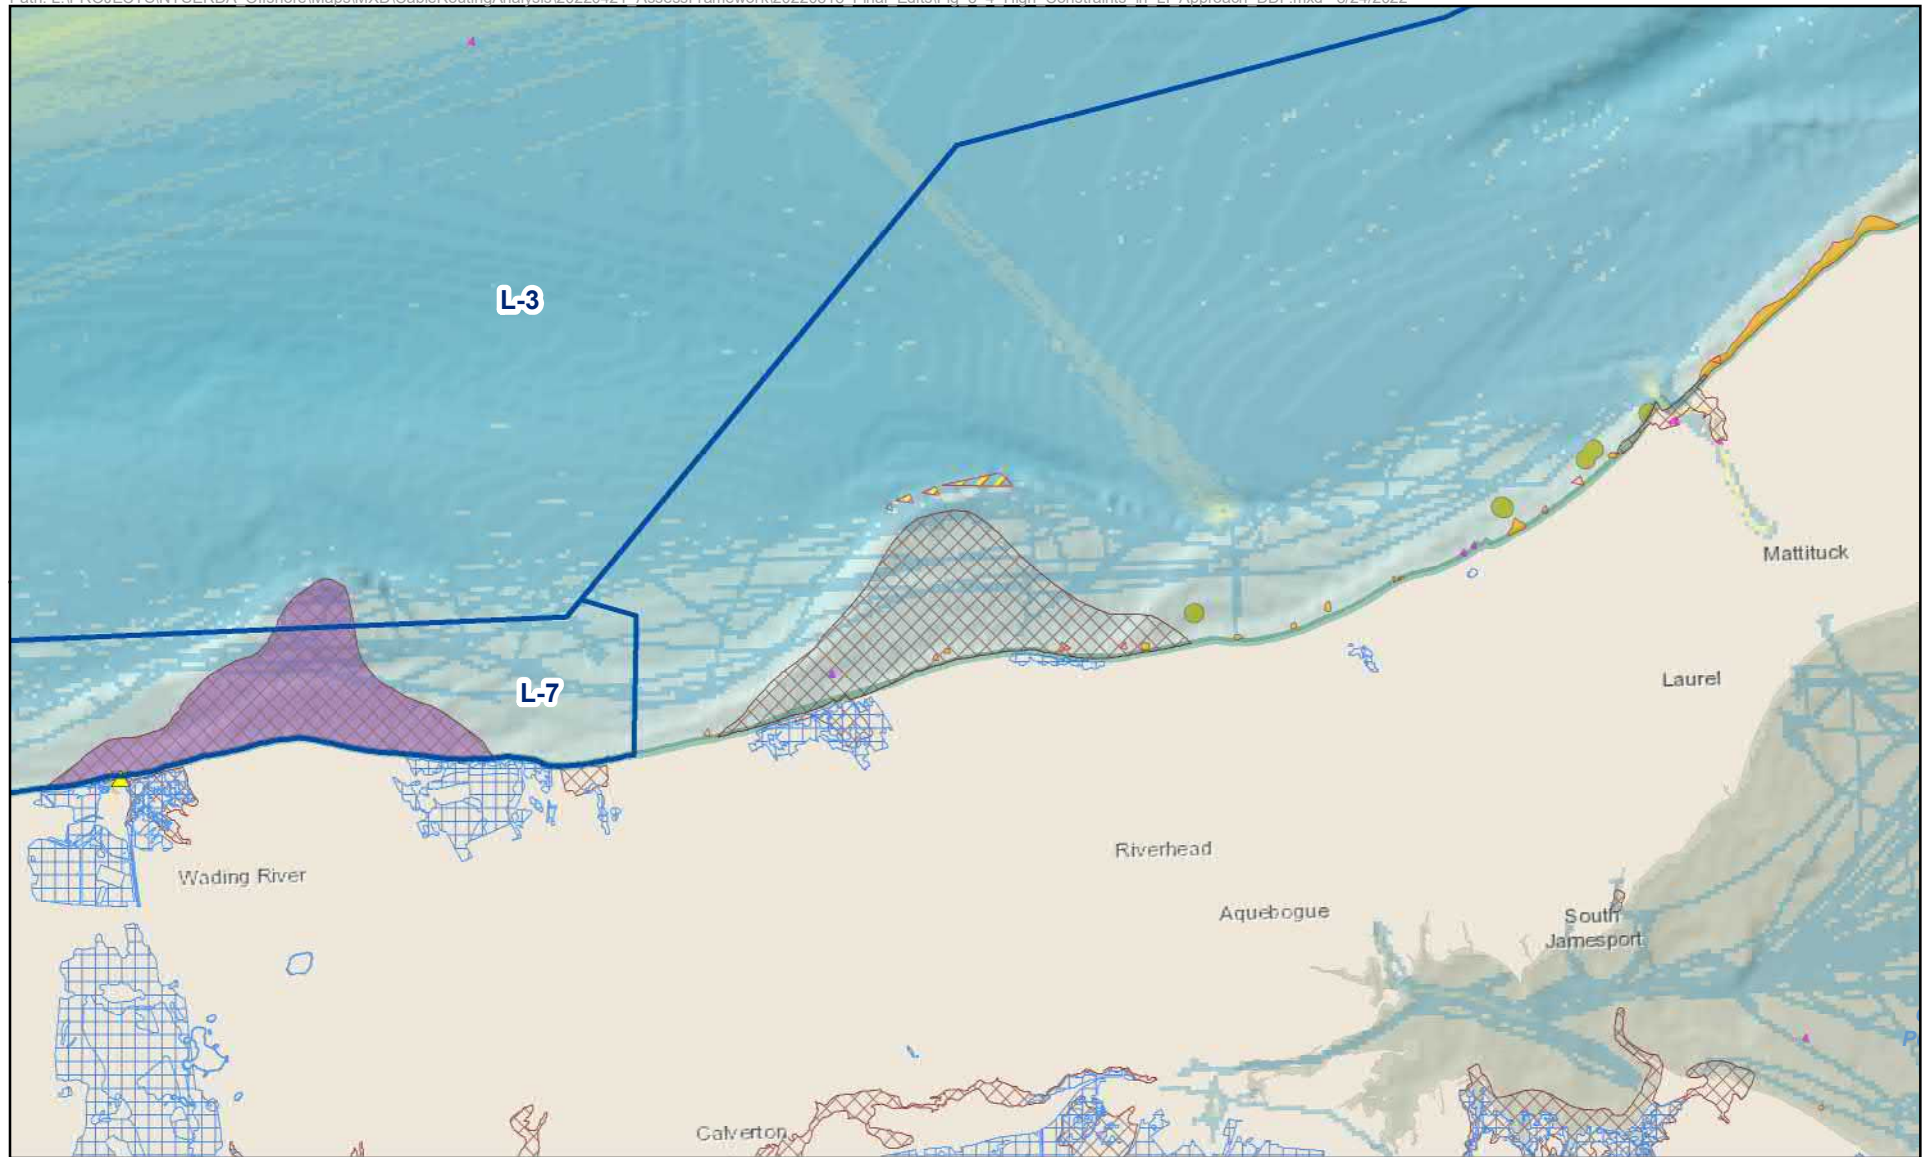 L-3
Mattituck
Laurel
L-7
Riverhead
Wading River
Aquebogue
South
Jamesport
Calverton
P